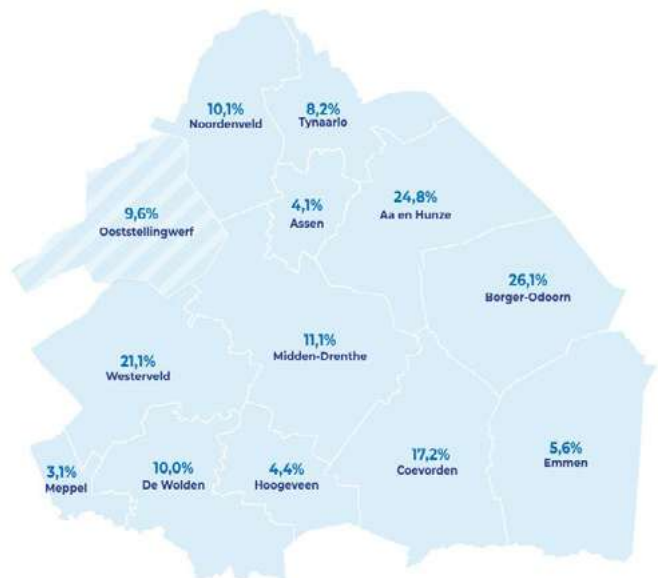 10,1%
Noordenveld
8,2%
Tynaarlo
24,8%
Aa en Hunze
4,1%
Assen
9,6%
Ooststellingwerf
26,1%
Borger-Odoorn
11,1%
Midden-Drenthe
21,1%
Westerveld
3,1%
Meppel
10,0%
De Wolden
4,4%
Hoogeveen
17,2%
Coevorden
5,6%
Emmen